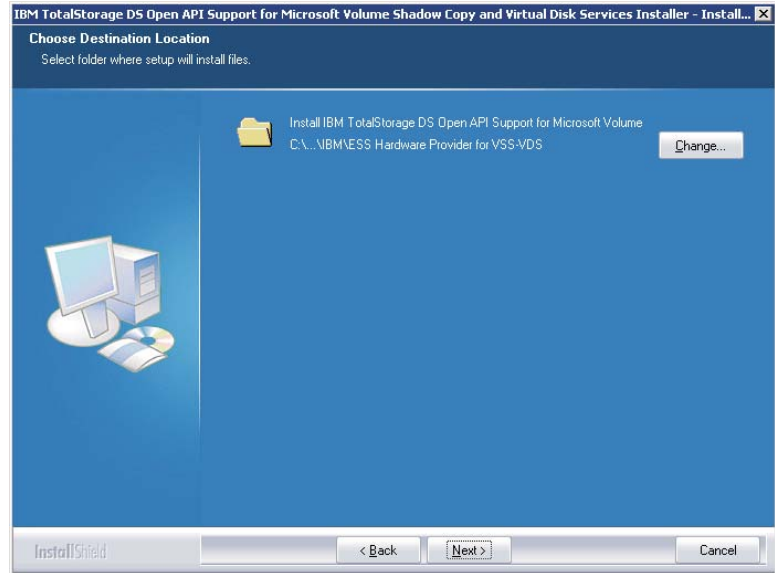 IBM TotalStorage DS Open API Support for Microsoft Volume Shadow Copy and Virtual Disk Services Installer - Install...
Choose Destination Location
Select folder where setup will install files.
Install IBM TotalStorage DS Open API Support for Microsoft Volume
C:\...\IBM\ESS Hardware Provider for VSS-VDS
Change...
InstallShield
< Back
Next >
Cancel